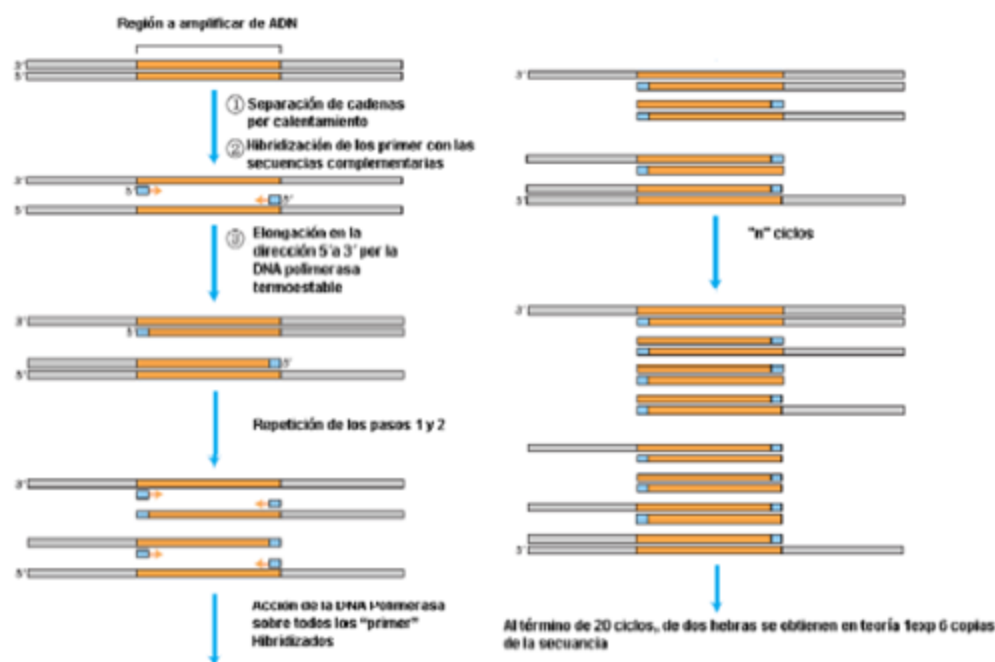 Región a amplificar de ADN
3'
5'
① Separación de cadenas
por calentamiento
② Hibridización de los primer con las
secuencias complementarias
3'
5'
5'
5'
③ Elongación en la
dirección 5'a 3' por la
DNA polimerasa
termoestable
3'
5'
5'
5'
Repetición de los pasos 1 y 2
3'
5'
Acción de la DNA Polimerasa
sobre todos los "primer"
Hibridizados
3'
5'
"n" ciclos
3'
5'
Al término de 20 ciclos, de dos hebras se obtienen en teoría 1exp 6 copias
de la secuancia